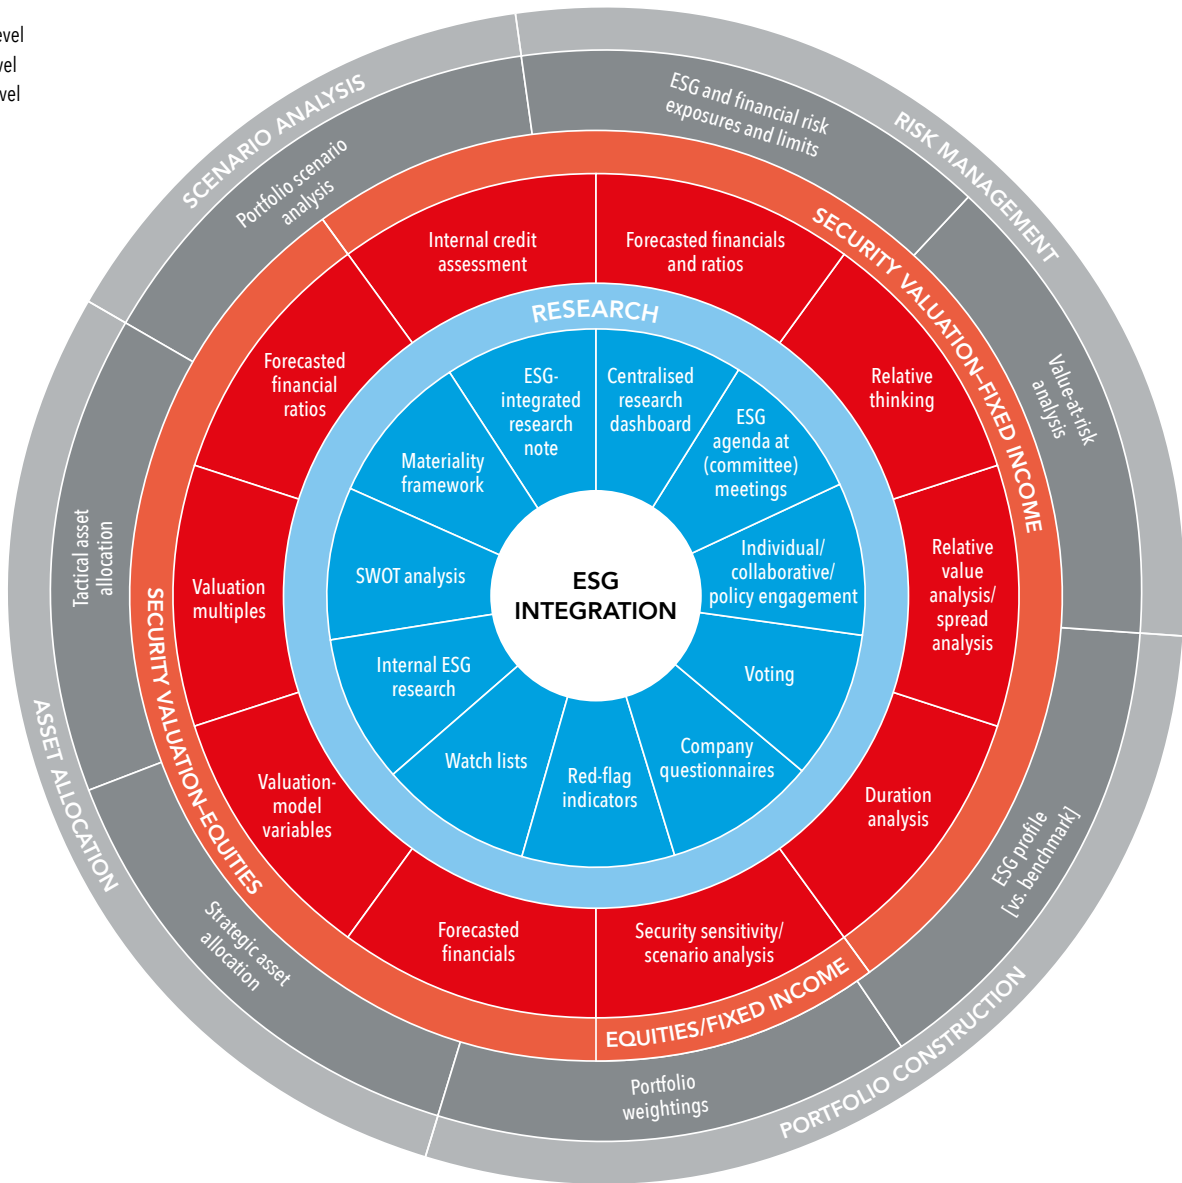 evel
vel
vel
SCENARIO ANALYSIS
RISK MANAGEMENT
PORTFOLIO CONSTRUCTION
ASSET ALLOCATION
Portfolio scenario
analysis
ESG and financial risk
exposures and limits
Value-at-risk
analysis
ESG profile
[vs. benchmark]
Portfolio
weightings
Strategic asset
allocation
Tactical asset
allocation
SECURITY VALUATION–FIXED INCOME
EQUITIES/FIXED INCOME
SECURITY VALUATION–EQUITIES
Internal credit
assessment
Forecasted financials
and ratios
Relative
thinking
Relative
value
analysis/
spread
analysis
Duration
analysis
Security sensitivity/
scenario analysis
Forecasted
financials
Valuation-
model
variables
Valuation
multiples
Forecasted
financial
ratios
RESEARCH
ESG-
integrated
research
note
Centralised
research
dashboard
ESG
agenda at
(committee)
meetings
Individual/
collaborative/
policy engagement
Voting
Company
questionnaires
Red-flag
indicators
Watch lists
Internal ESG
research
SWOT analysis
Materiality
framework
ESG
INTEGRATION